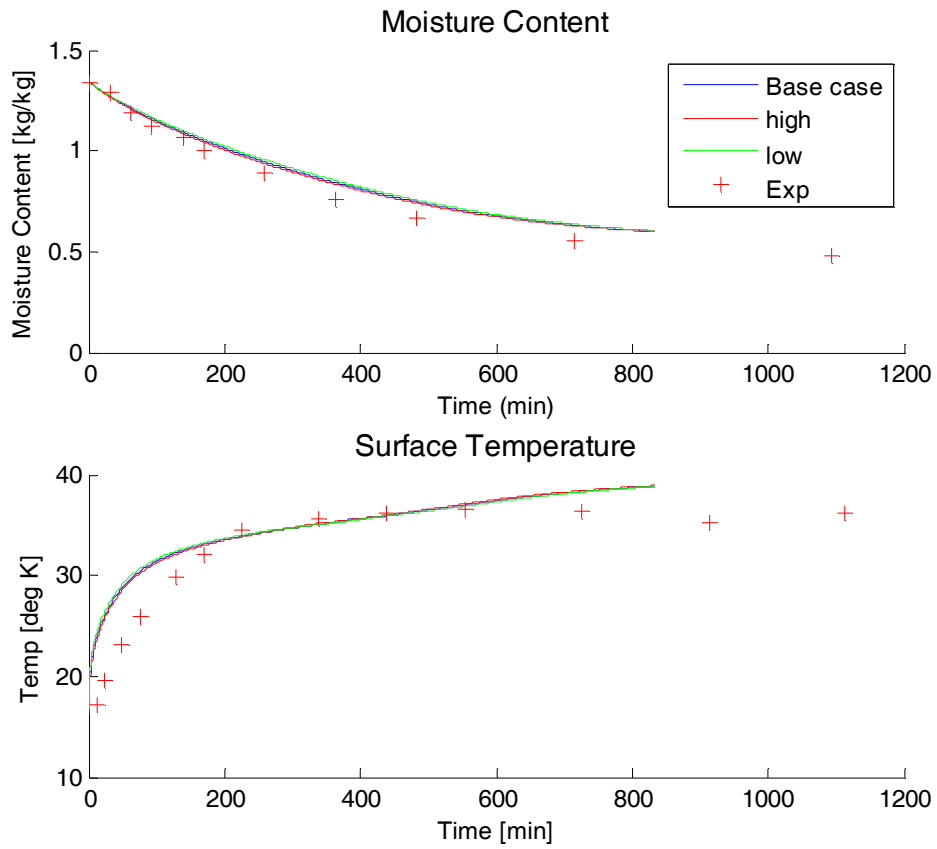 Moisture Content
1.5
Base case
high
low
Exp
1
0.5
0
Moisture Content [kg/kg]
0 200 400 600 800 1000 1200
Time (min)
Surface Temperature
40
30
20
10
Temp [deg K]
0 200 400 600 800 1000 1200
Time [min]